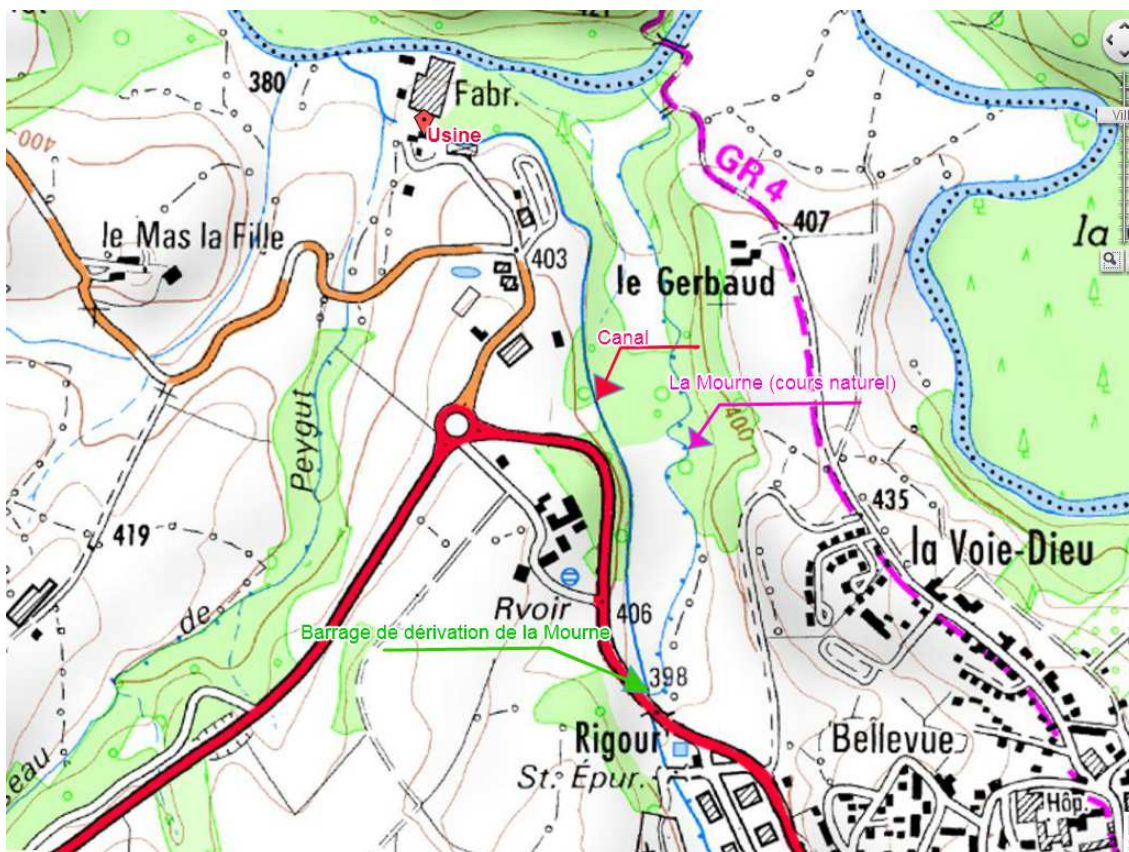 380
Fabr.
Usine
400
GR 4
Vill
le Mas la Fille
403
407
la
le Gerbaud
Canal
La Mourne (cours naturel)
400
Peygut
435
419
la Voie-Dieu
de
Rvoir
406
Barrage de dérivation de la Mourne
398
Rigour
Bellevue
St. Épur.
eau
Hôp.